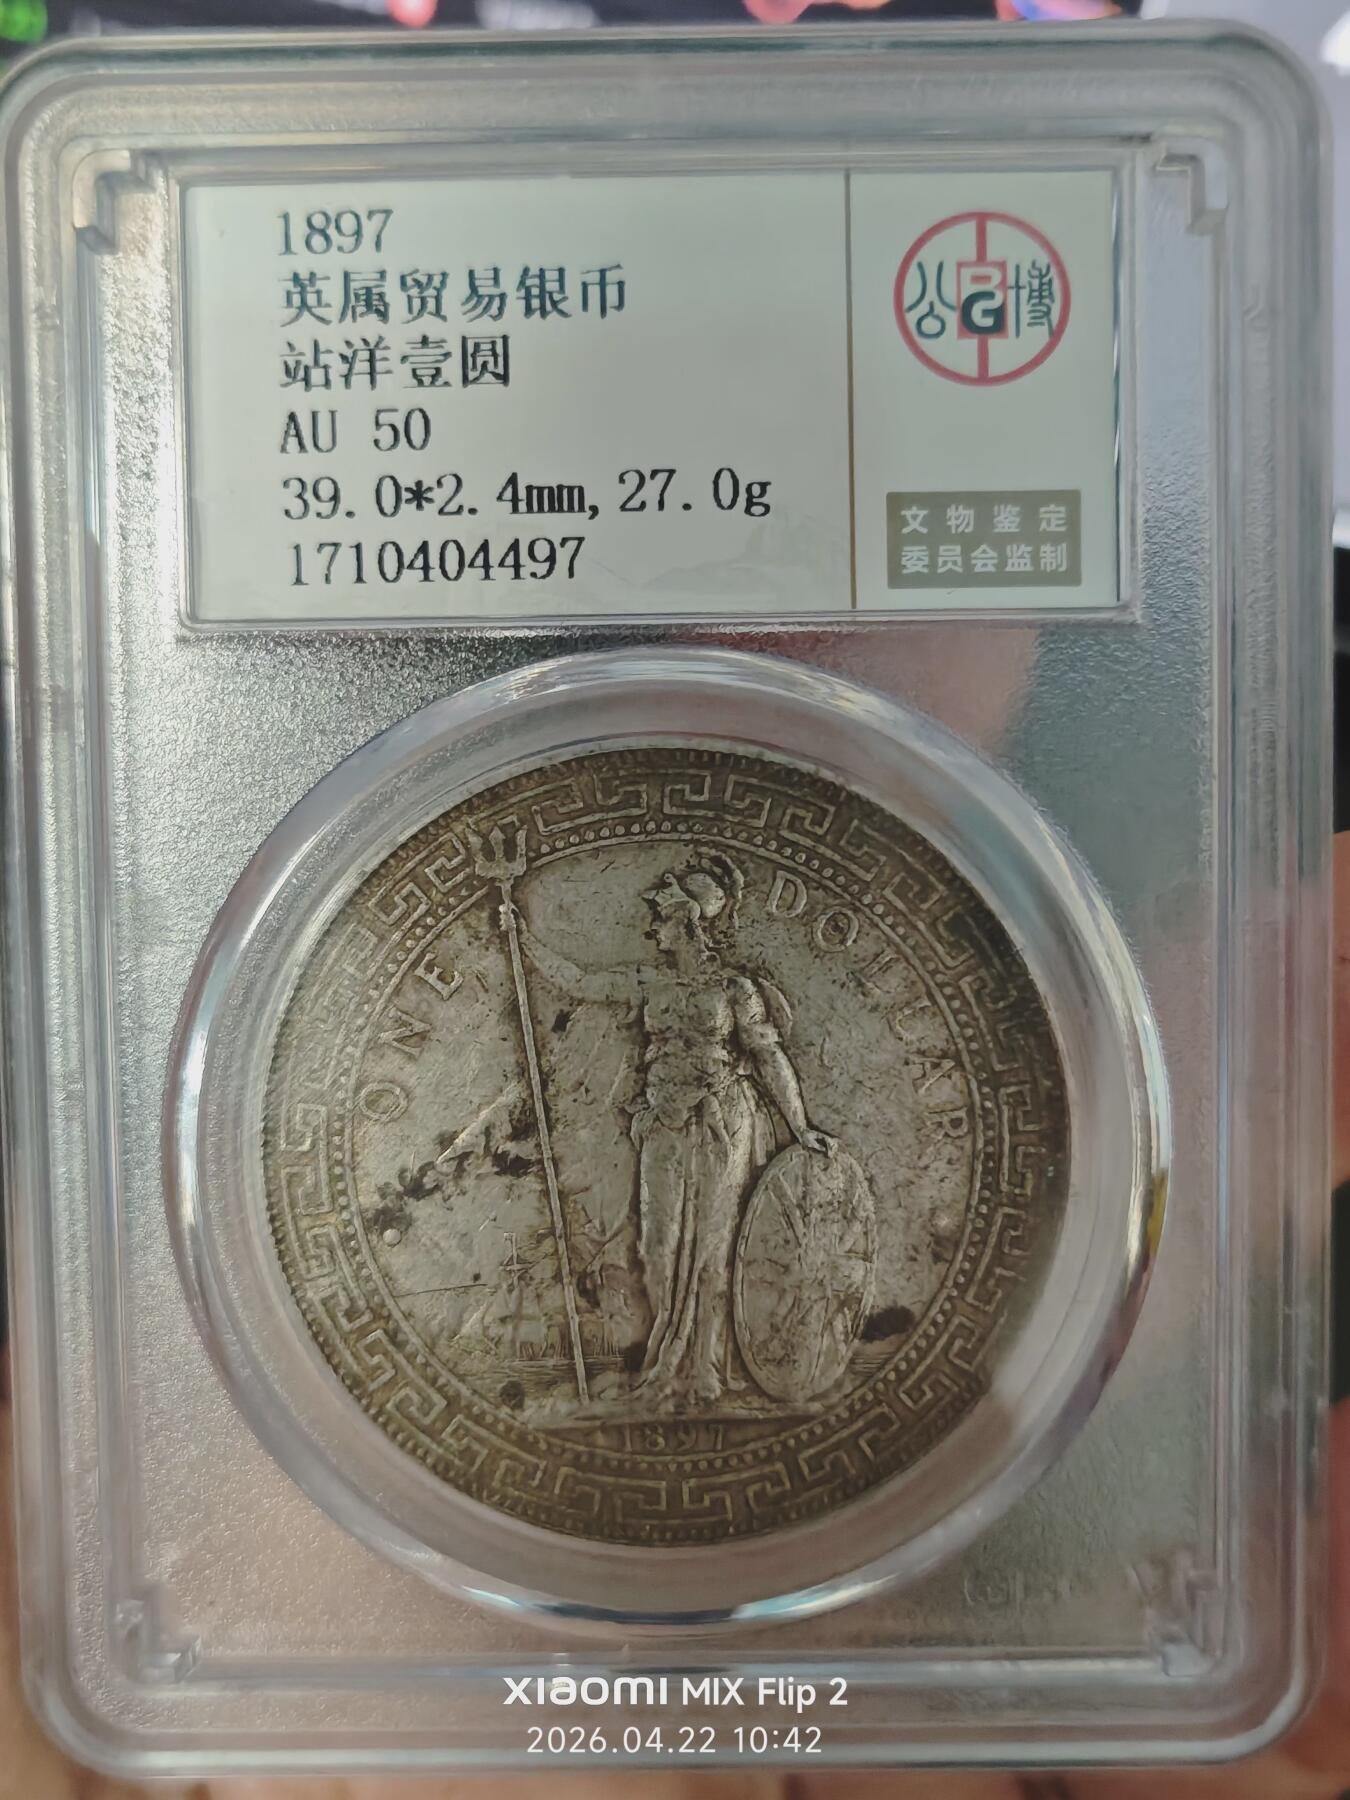 1897
英属贸易银币
站洋壹圆
AU 50
39.0*2.4mm,27.0g
1710404497
公 PG 博
文物鉴定
委员会监制
ONE DOLLAR
1897
xiaomi MIX Flip 2
2026.04.22 10:42